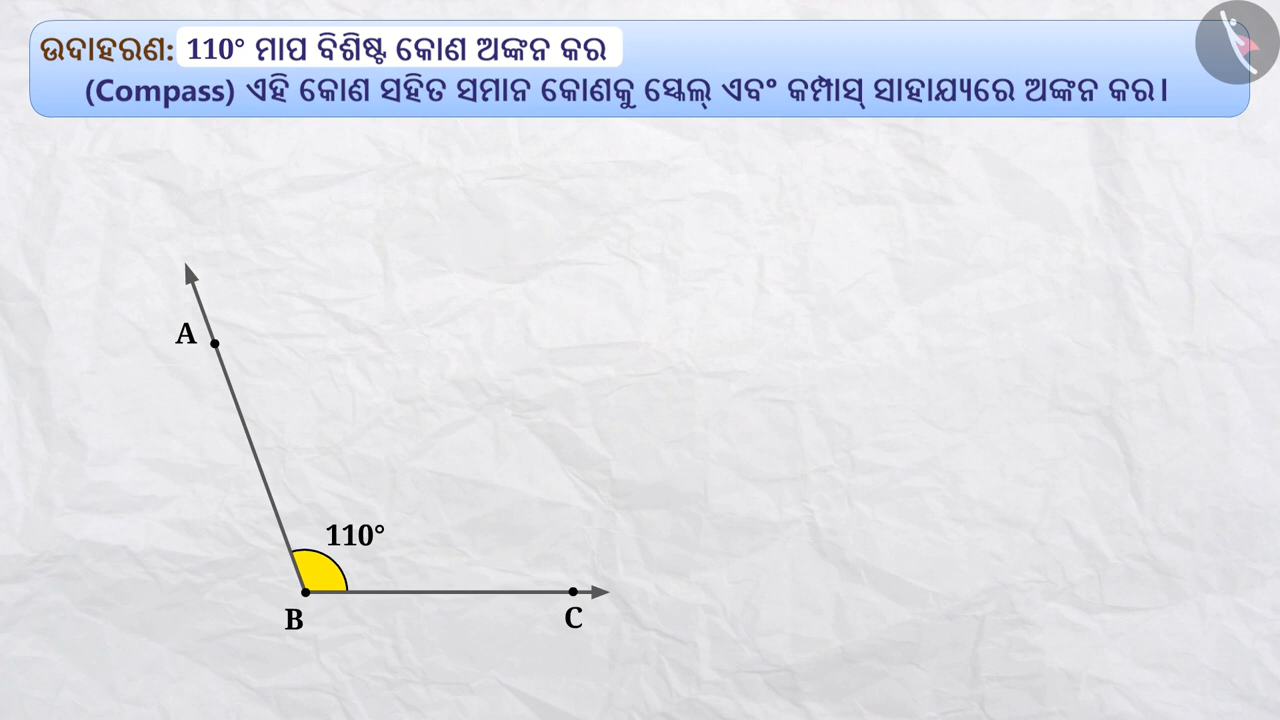 ଉଦାହରଣ: 110° ମାପ ବିଶିଷ୍ଟ କୋଣ ଅଙ୍କନ କର
(Compass) ଏହି କୋଣ ସହିତ ସମାନ କୋଣକୁ ସ୍କେଲ୍ ଏବଂ କମ୍ପାସ୍ ସାହାଯ୍ୟରେ ଅଙ୍କନ କର।
A
110°
B
C